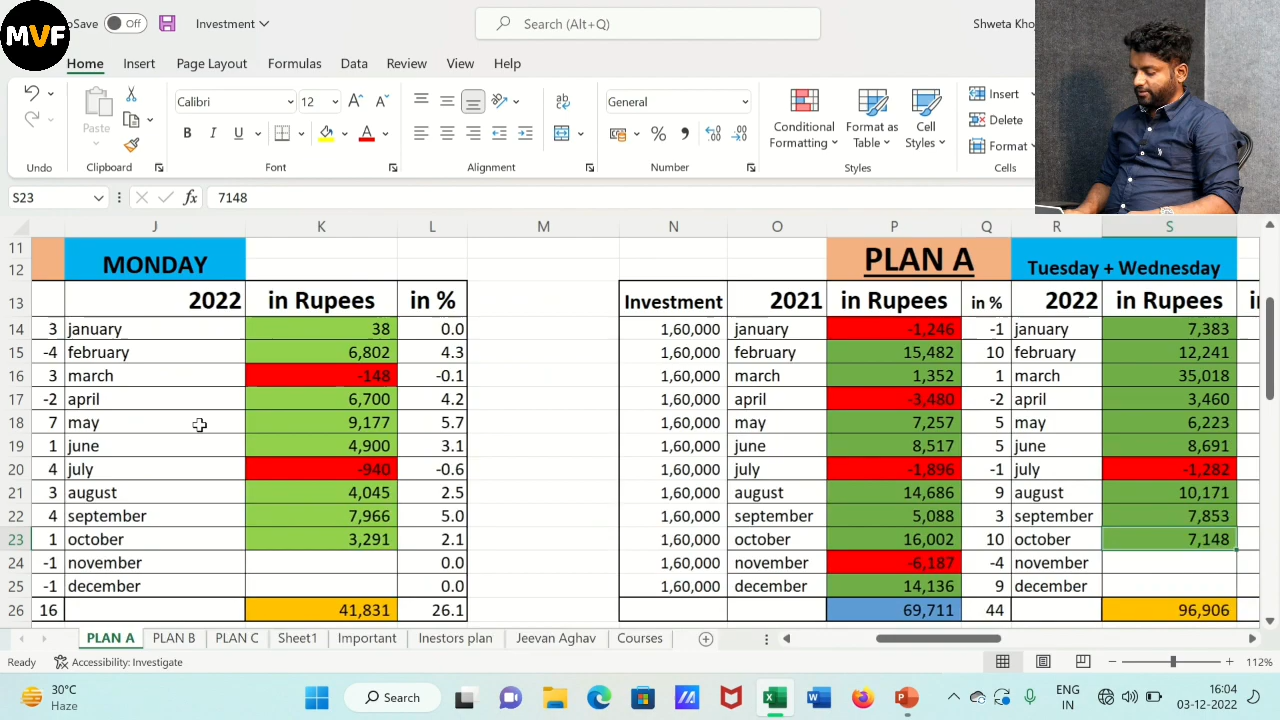 MVF
oSave Off Investment Search (Alt+Q) Shweta Kho
Home Insert Page Layout Formulas Data Review View Help
Calibri 12 ab General Insert
Paste B I U A % Conditional Formatting Format as Table Cell Styles Delete
Format
Undo Clipboard Font Alignment Number Styles Cells
S23 fx 7148
J K L M N O P Q R S
11
12 MONDAY PLAN A Tuesday + Wednesday
13 2022 in Rupees in % Investment 2021 in Rupees in % 2022 in Rupees
14 3 january 38 0.0 1,60,000 january -1,246 -1 january 7,383
15 -4 february 6,802 4.3 1,60,000 february 15,482 10 february 12,241
16 3 march -148 -0.1 1,60,000 march 1,352 1 march 35,018
17 -2 april 6,700 4.2 1,60,000 april -3,480 -2 april 3,460
18 7 may 9,177 5.7 1,60,000 may 7,257 5 may 6,223
19 1 june 4,900 3.1 1,60,000 june 8,517 5 june 8,691
20 4 july -940 -0.6 1,60,000 july -1,896 -1 july -1,282
21 3 august 4,045 2.5 1,60,000 august 14,686 9 august 10,171
22 4 september 7,966 5.0 1,60,000 september 5,088 3 september 7,853
23 1 october 3,291 2.1 1,60,000 october 16,002 10 october 7,148
24 -1 november 0.0 1,60,000 november -6,187 -4 november
25 -1 december 0.0 1,60,000 december 14,136 9 december
26 16 41,831 26.1 69,711 44 96,906
PLAN A PLAN B PLAN C Sheet1 Important Inestors plan Jeevan Aghav Courses
Ready Accessibility: Investigate 112%
30°C Haze Search ENG IN 16:04 03-12-2022